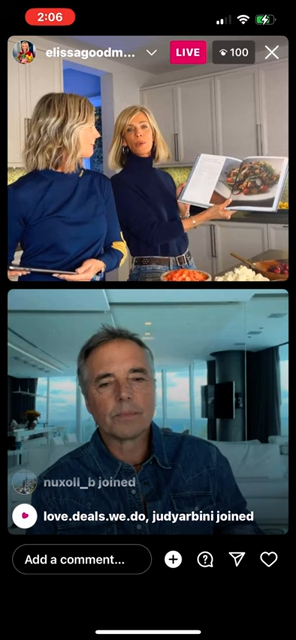 2:06
elissagoodm...
LIVE
100
nuxoll_b joined
love.deals.we.do, judyarbini joined
Add a comment...